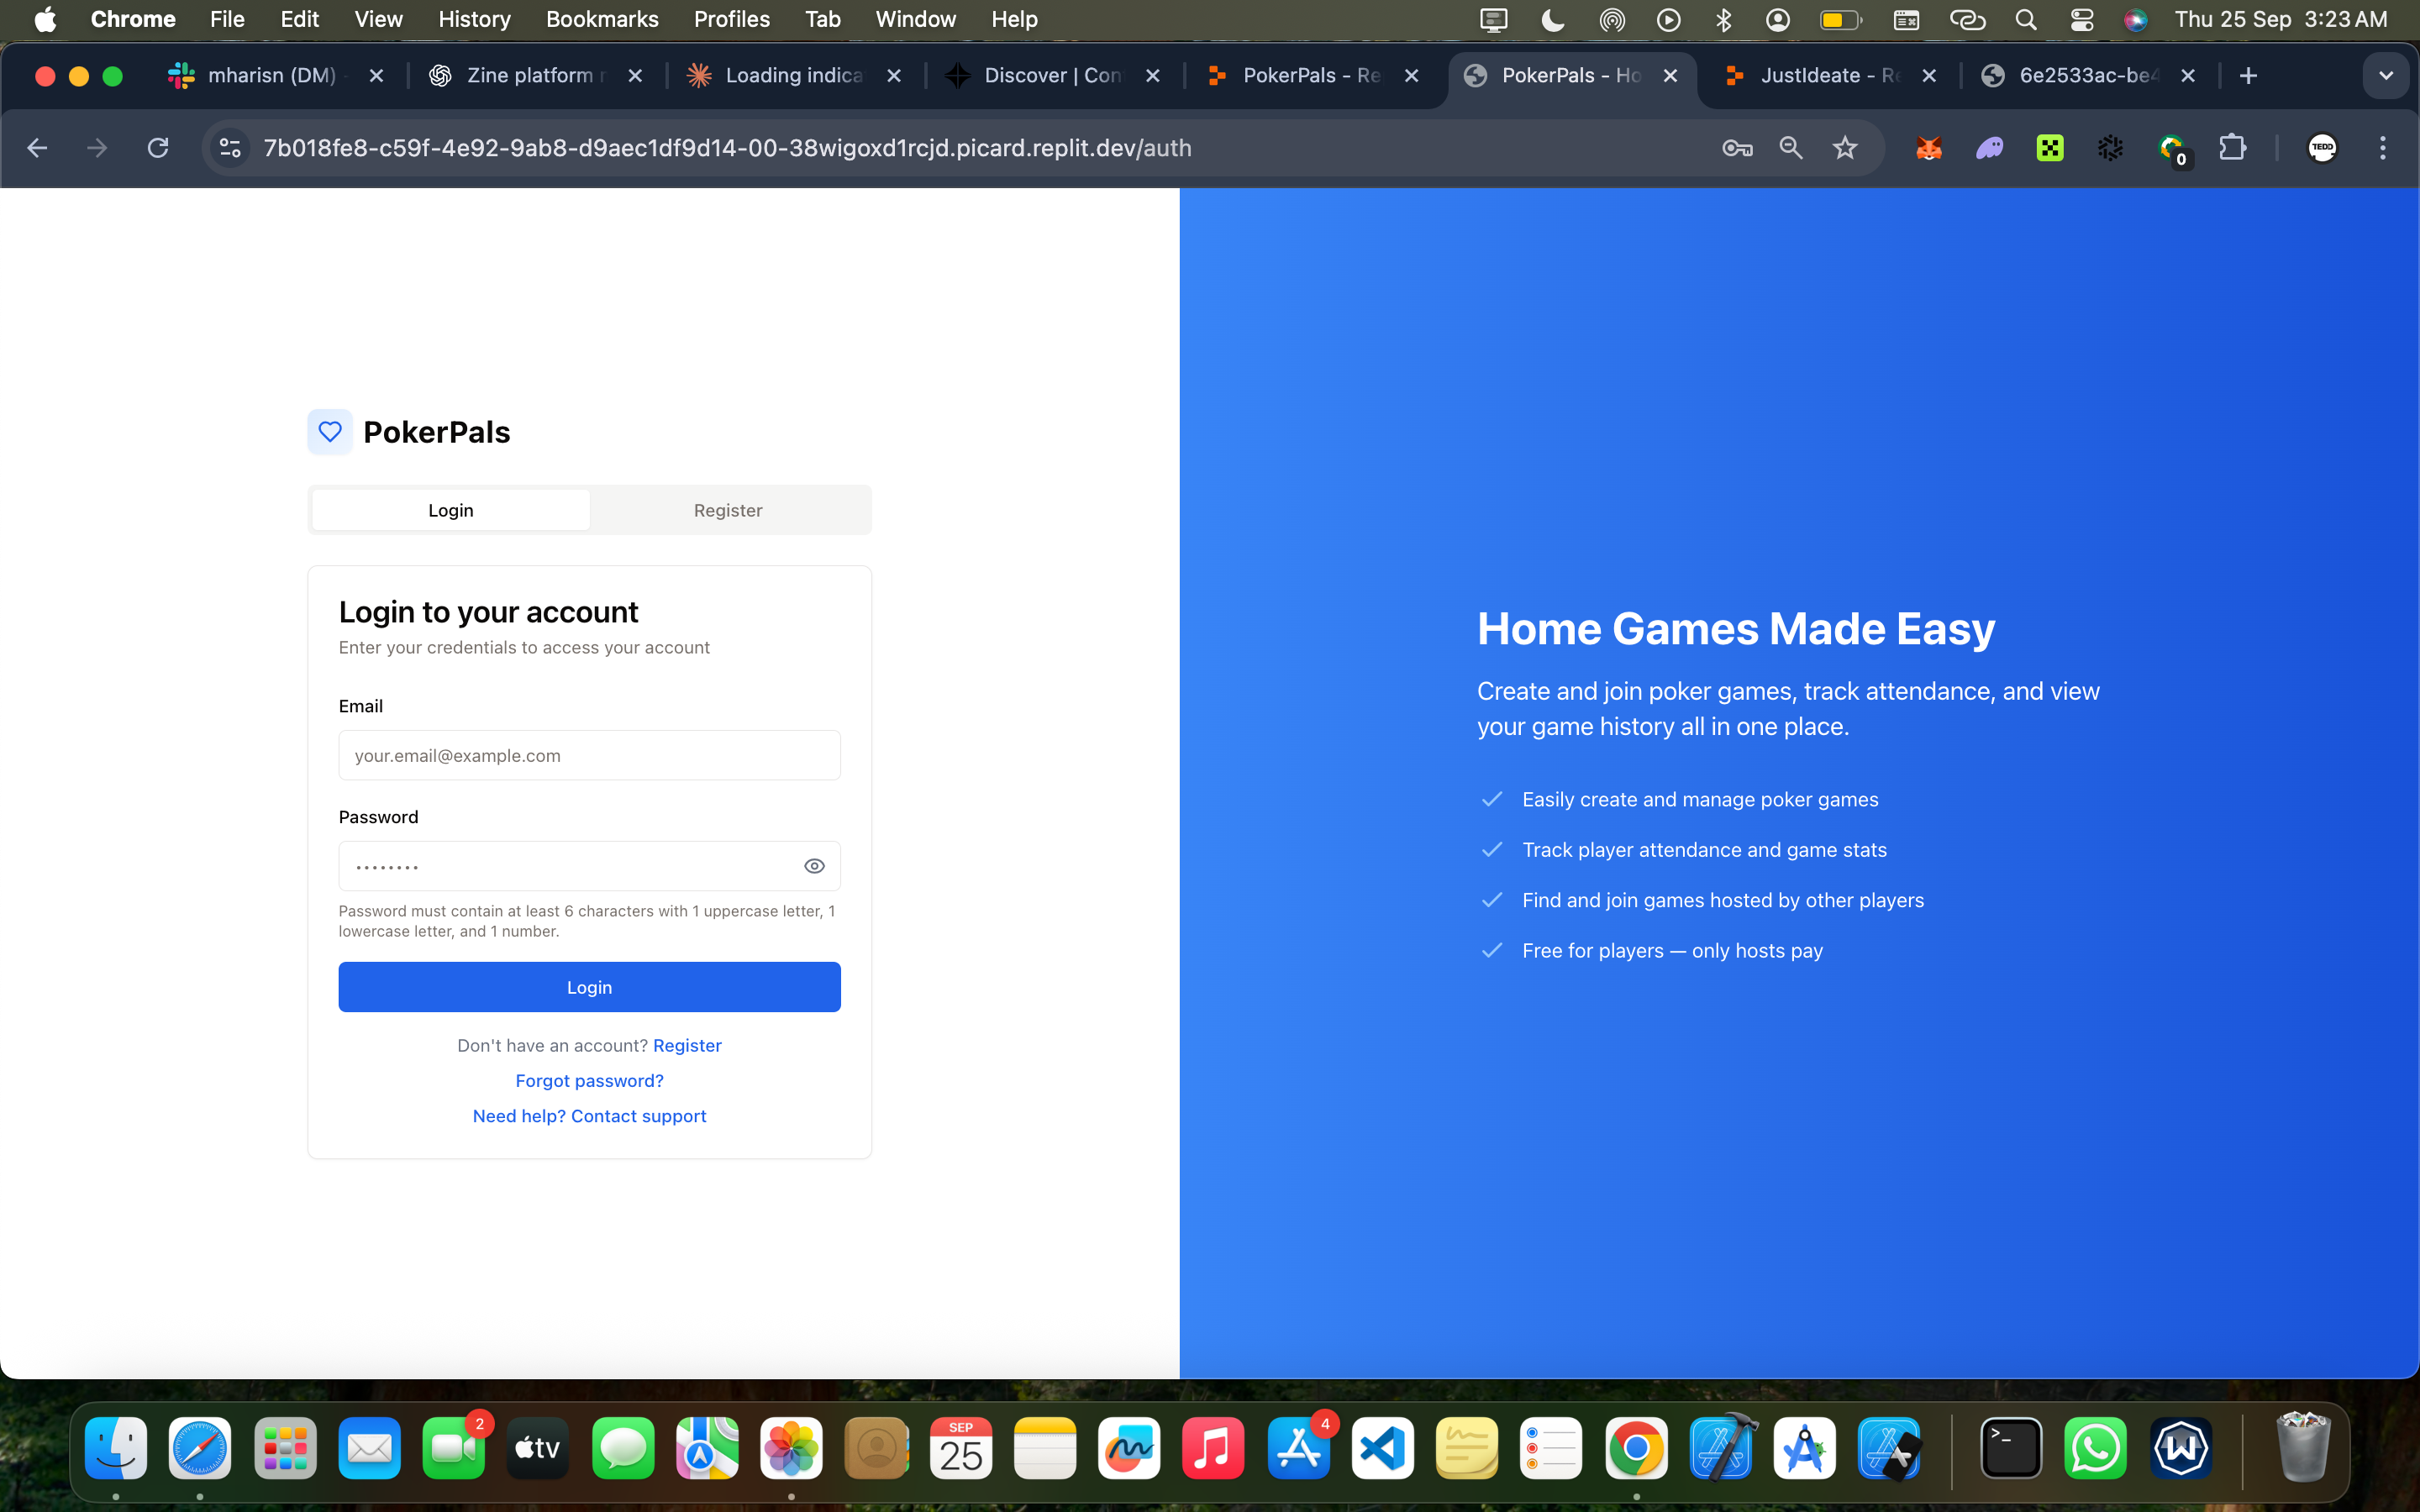 Chrome File Edit View History Bookmarks Profiles Tab Window Help Thu 25 Sep 3:23 AM
mharisn (DM) Zine platform Loading indica Discover | Con PokerPals - Re PokerPals - Ho JustIdeate - Re 6e2533ac-be4
7b018fe8-c59f-4e92-9ab8-d9aec1df9d14-00-38wigoxd1rcjd.picard.replit.dev/auth
0
TEDD
PokerPals
Login Register
Login to your account
Enter your credentials to access your account
Email
your.email@example.com
Password
Password must contain at least 6 characters with 1 uppercase letter, 1
lowercase letter, and 1 number.
Login
Don't have an account? Register
Forgot password?
Need help? Contact support
Home Games Made Easy
Create and join poker games, track attendance, and view
your game history all in one place.
Easily create and manage poker games
Track player attendance and game stats
Find and join games hosted by other players
Free for players — only hosts pay
2
tv
SEP
25
4
>_
W